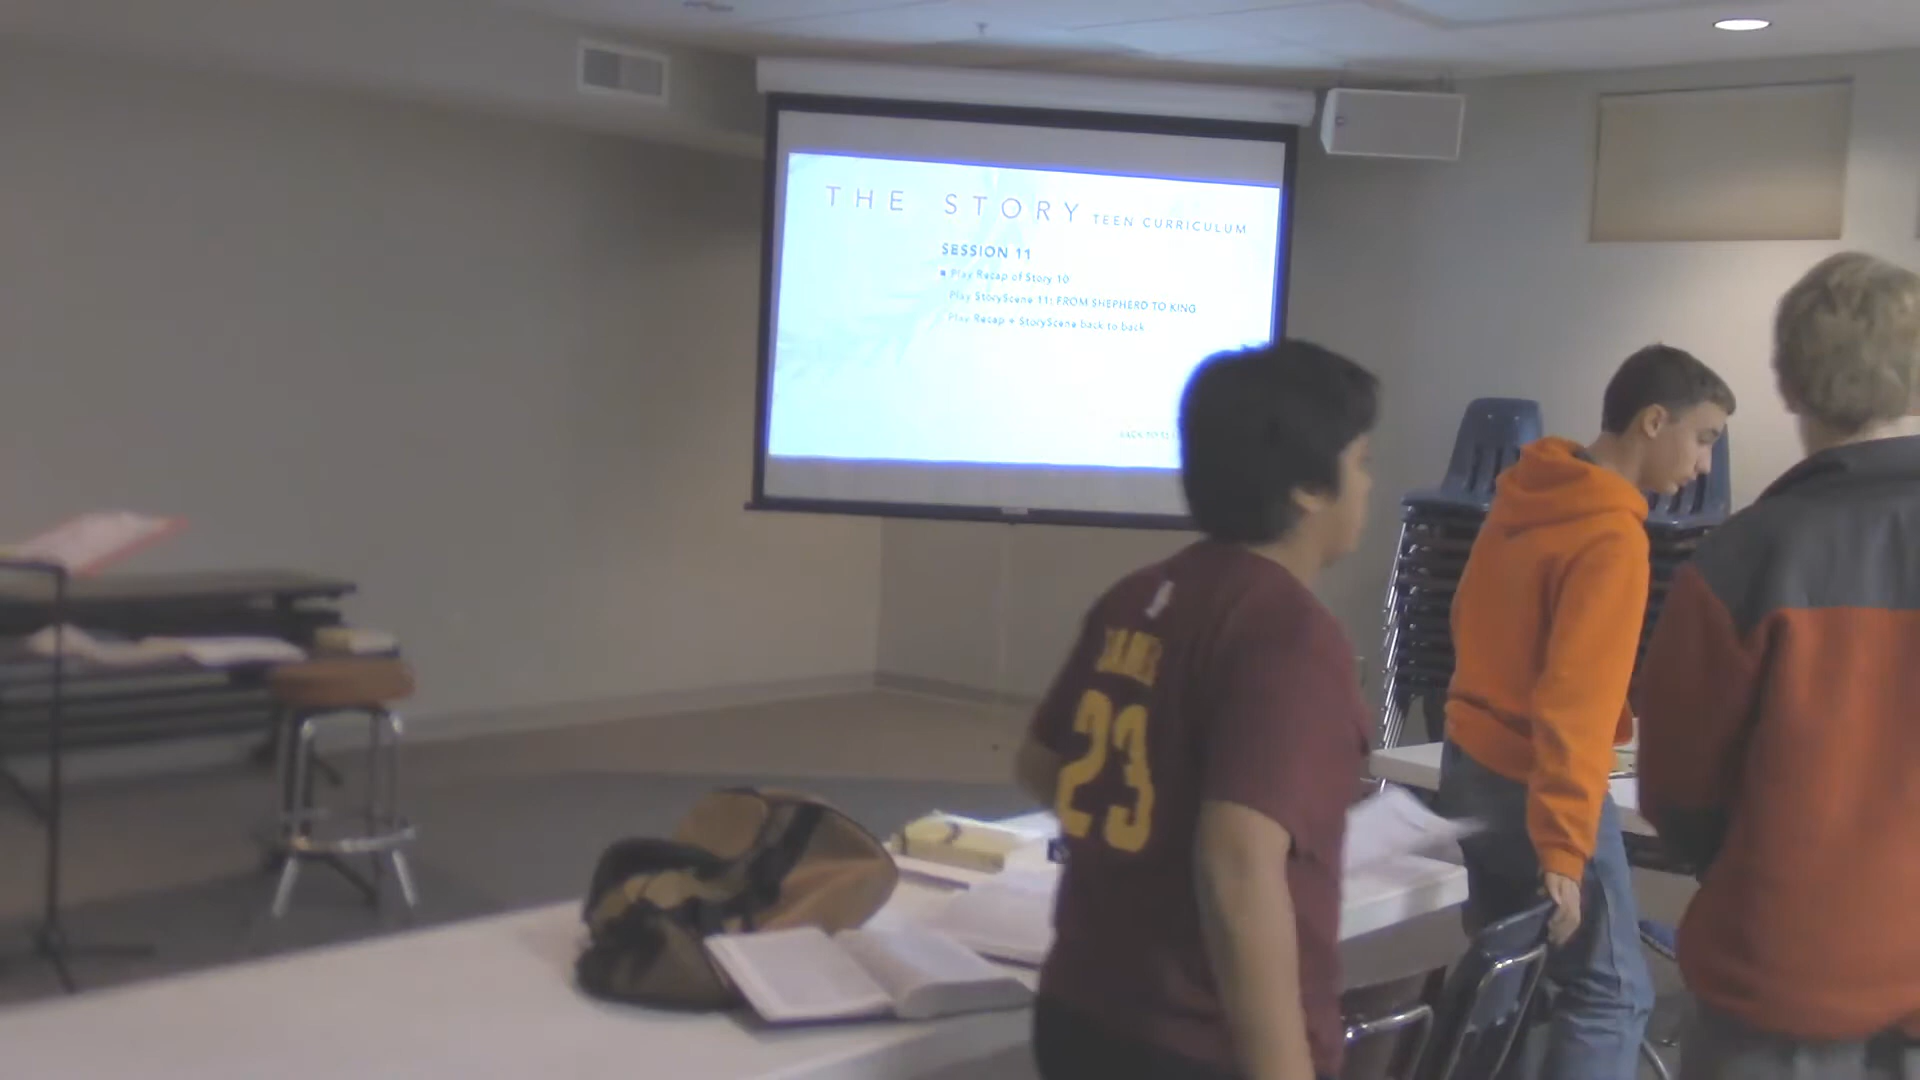 THE STORY TEEN CURRICULUM
SESSION 11
Play Recap of Story 10
Play StoryScene 11: FROM SHEPHERD TO KING
Play Recap + StoryScene back to back
JAMES
23